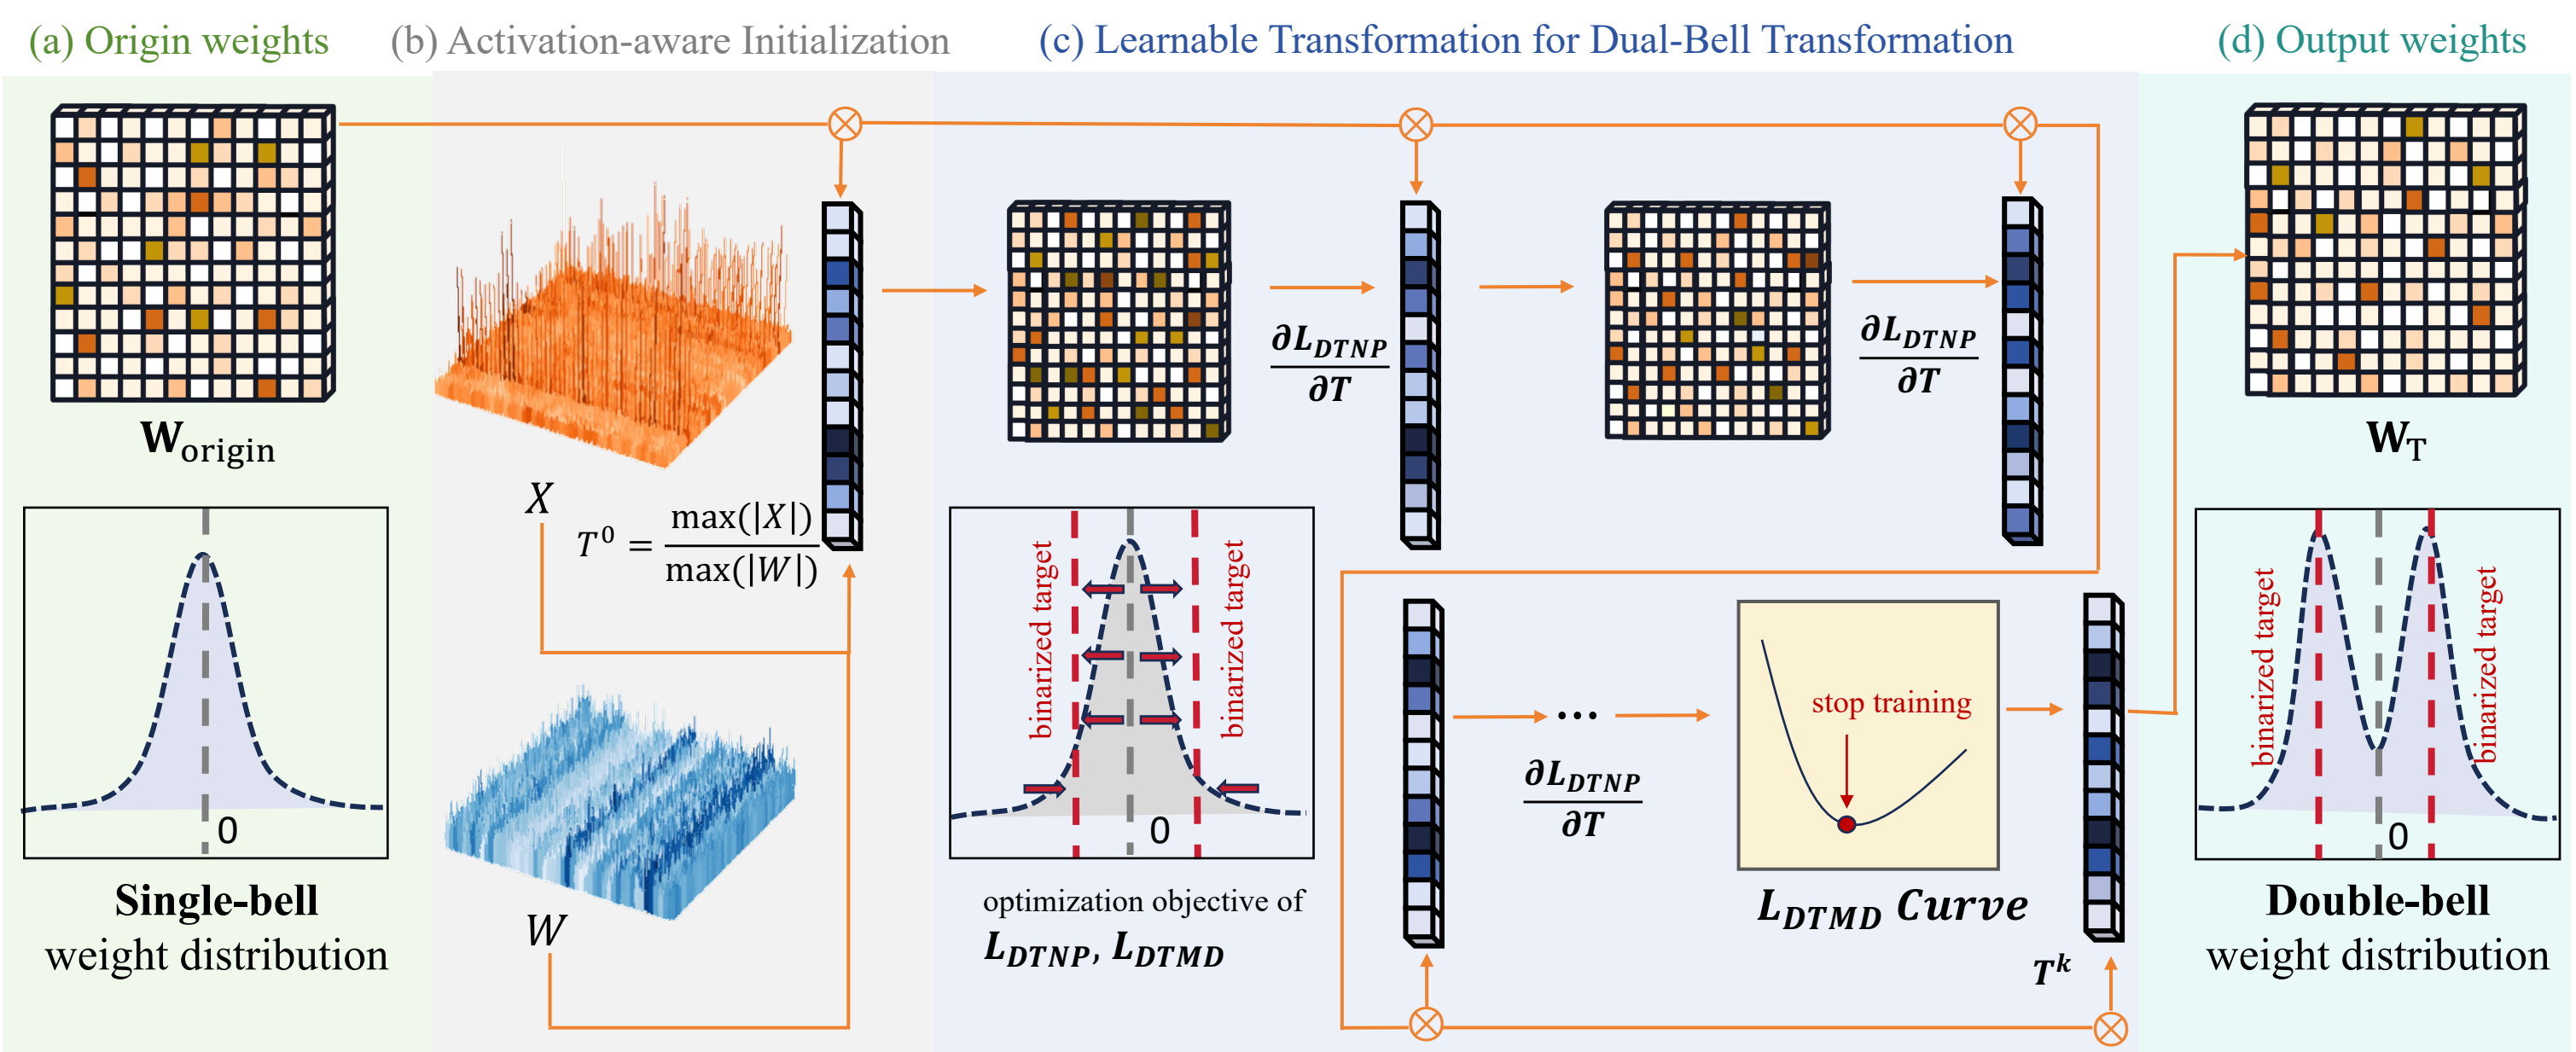 (a) Origin weights
(b) Activation-aware Initialization
(c) Learnable Transformation for Dual-Bell Transformation
(d) Output weights
W_origin
0
Single-bell
weight distribution
X
T^0 = max(|X|) / max(|W|)
W
∂L_DTNP / ∂T
∂L_DTNP / ∂T
binarized target
binarized target
0
optimization objective of
L_DTNP, L_DTMD
...
∂L_DTNP / ∂T
stop training
L_DTMD Curve
T^k
W_T
binarized target
binarized target
0
Double-bell
weight distribution